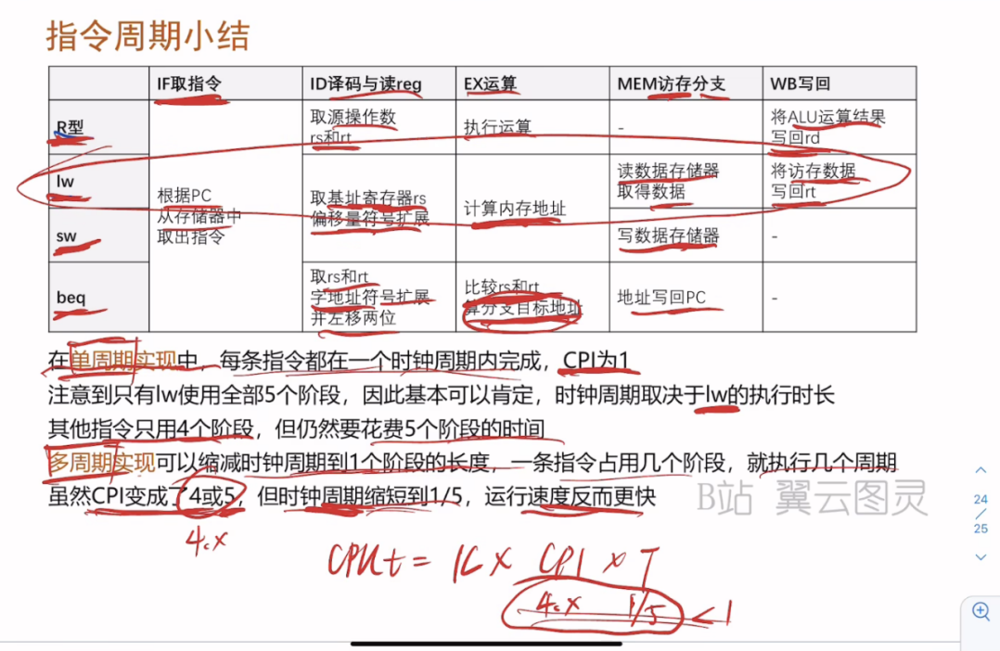 指令周期小结
IF取指令 ID译码与读reg EX运算 MEM访存分支 WB写回
R型 取源操作数 执行运算 - 将ALU运算结果
rs和rt 写回rd
lw 读数据存储器 将访存数据
根据PC 取基址寄存器rs 计算内存地址 取得数据 写回rt
从存储器中 偏移量符号扩展
sw 取出指令 写数据存储器 -
取rs和rt 比较rs和rt
beq 字地址符号扩展 算分支目标地址 地址写回PC -
并左移两位
在单周期实现中，每条指令都在一个时钟周期内完成，CPI为1
注意到只有lw使用全部5个阶段，因此基本可以肯定，时钟周期取决于lw的执行时长
其他指令只用4个阶段，但仍然要花费5个阶段的时间
多周期实现可以缩减时钟周期到1个阶段的长度，一条指令占用几个阶段，就执行几个周期
虽然CPI变成了4或5，但时钟周期缩短到1/5，运行速度反而更快
B站 翼云图灵
24
/
25
4.x
CPUt = IC x CPI x T
4.x 1/5 < 1